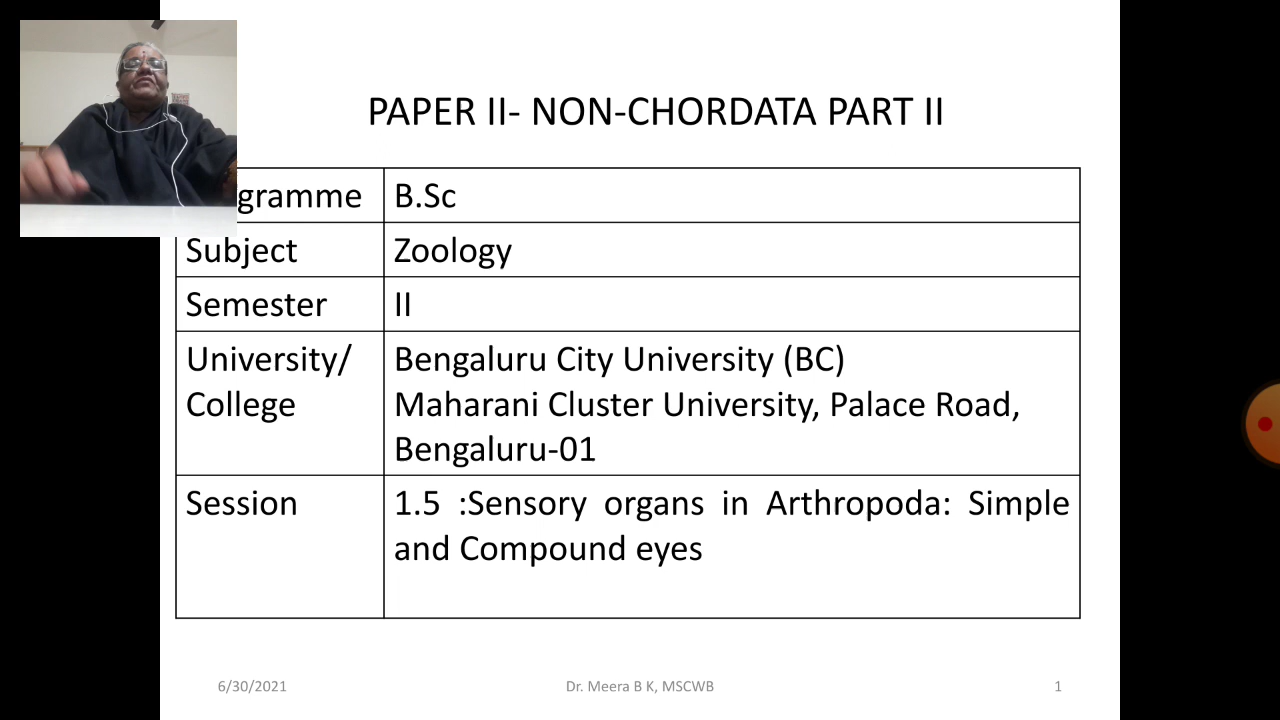 PAPER II- NON-CHORDATA PART II
gramme B.Sc
Subject Zoology
Semester II
University/ Bengaluru City University (BC)
College Maharani Cluster University, Palace Road,
Bengaluru-01
Session 1.5 :Sensory organs in Arthropoda: Simple
and Compound eyes
6/30/2021 Dr. Meera B K, MSCWB 1